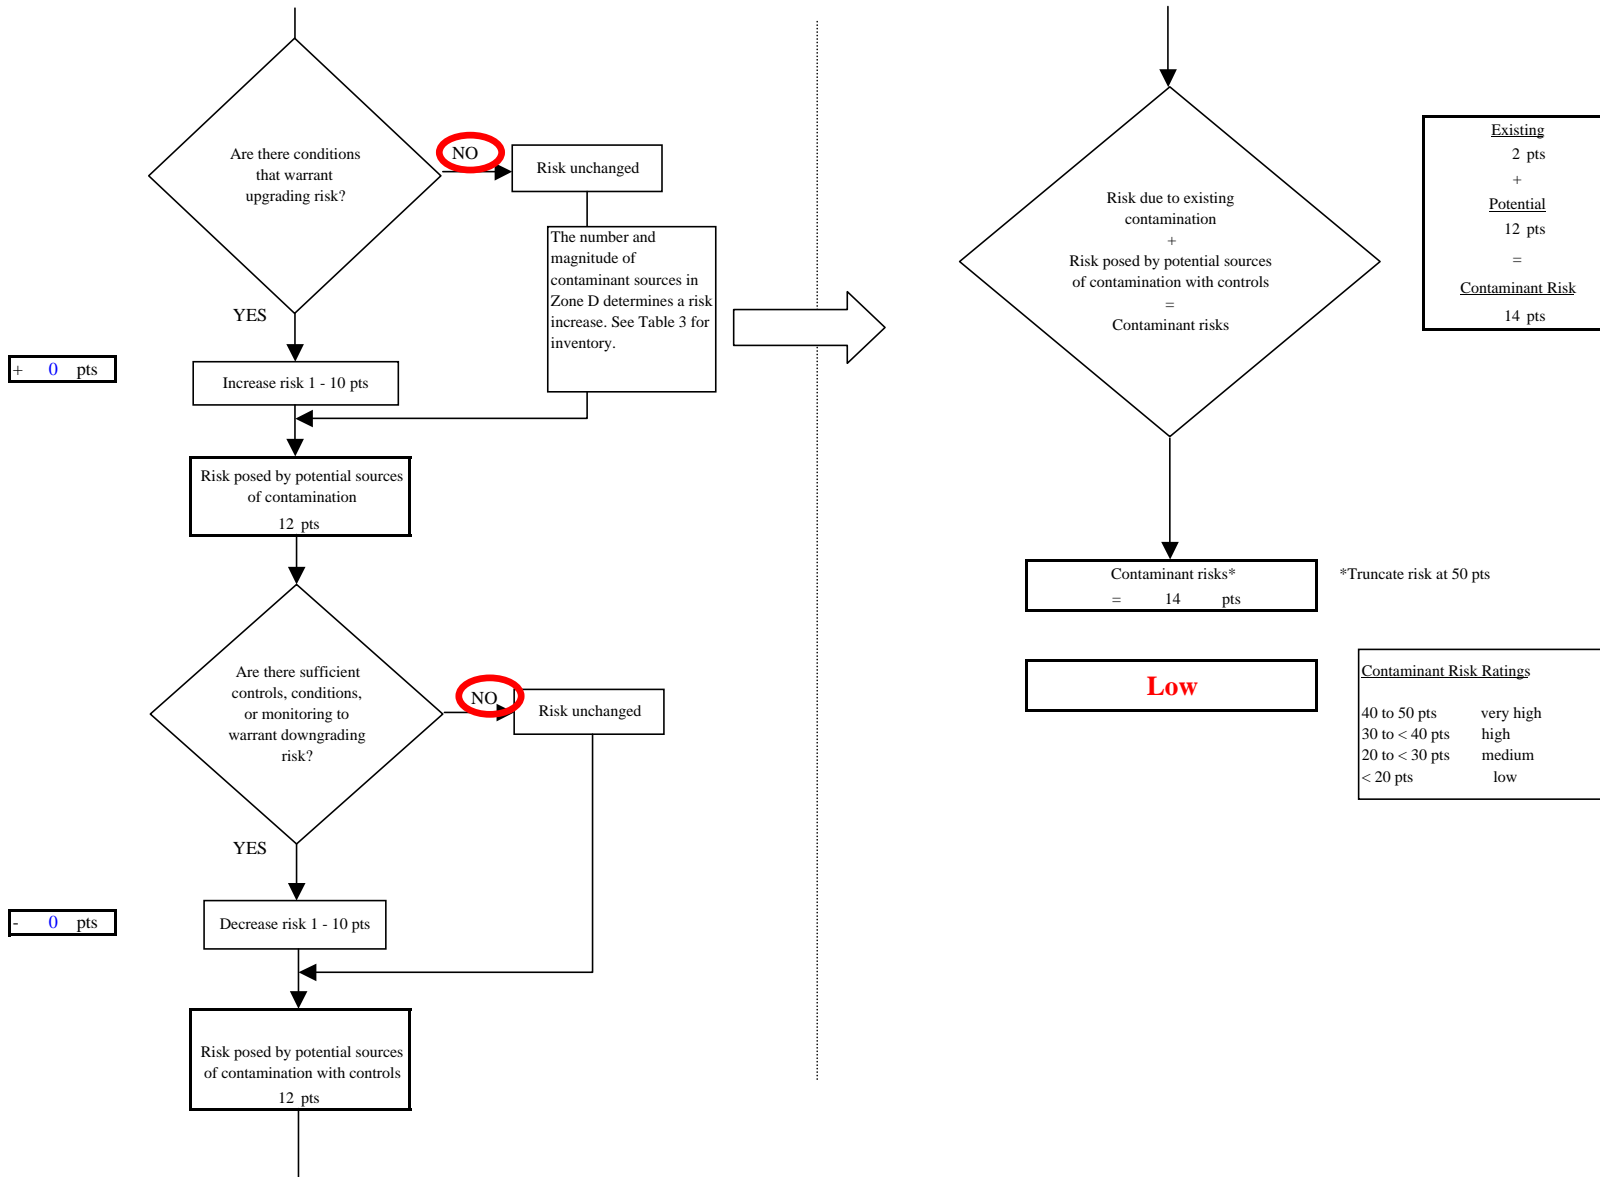 Are there conditions
that warrant
upgrading risk?
NO
Risk unchanged
The number and
magnitude of
contaminant sources in
Zone D determines a risk
increase. See Table 3 for
inventory.
YES
+ 0 pts
Increase risk 1 - 10 pts
Risk posed by potential sources
of contamination
12 pts
Are there sufficient
controls, conditions,
or monitoring to
warrant downgrading
risk?
NO
Risk unchanged
YES
- 0 pts
Decrease risk 1 - 10 pts
Risk posed by potential sources
of contamination with controls
12 pts
Risk due to existing
contamination
+
Risk posed by potential sources
of contamination with controls
=
Contaminant risks
Existing
2 pts
+
Potential
12 pts
=
Contaminant Risk
14 pts
Contaminant risks*
= 14 pts
*Truncate risk at 50 pts
Low
Contaminant Risk Ratings
40 to 50 pts very high
30 to < 40 pts high
20 to < 30 pts medium
< 20 pts low